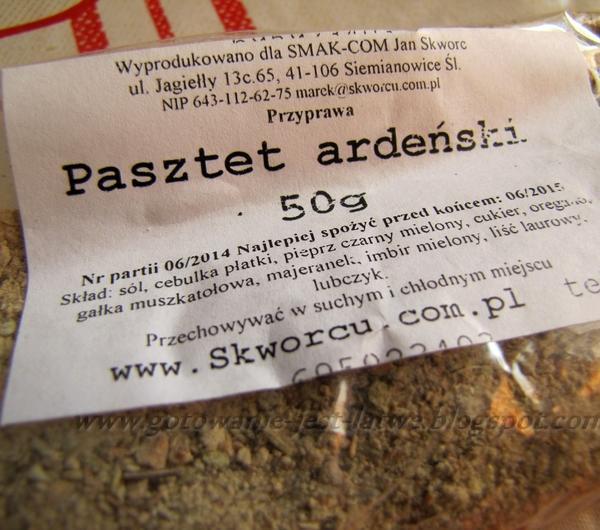 Wyprodukowano dla SMAK-COM Jan Skworc
ul. Jagiełły 13c.65, 41-106 Siemianowice Śl.
NIP 643-112-62-75 marek@skworcu.com.pl
Przyprawa
Pasztet ardeński
50g
Nr partii 06/2014 Najlepiej spożyć przed końcem: 06/2015
Skład: sól, cebulka płatki, pieprz czarny mielony, cukier, oregano,
gałka muszkatołowa, majeranek, imbir mielony, liść laurowy,
lubczyk.
Przechowywać w suchym i chłodnym miejscu
www.Skworcu.com.pl te
www.gotowanie-jest-latwe.blogspot.com